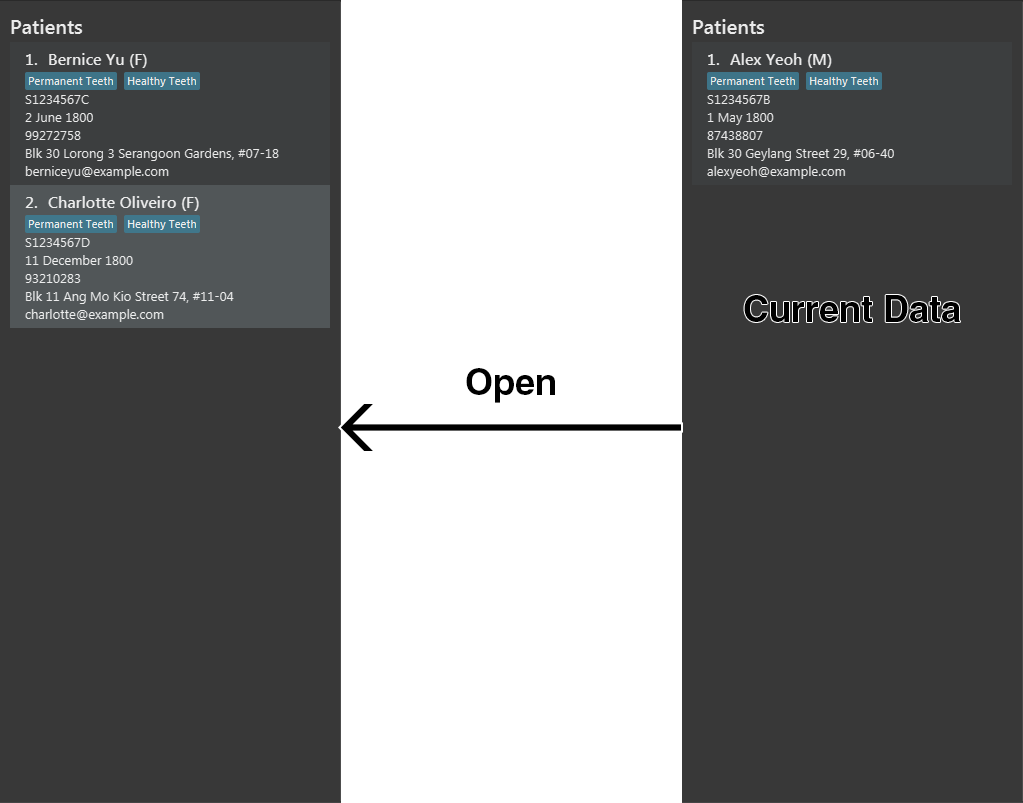 Patients
1. Bernice Yu (F)
Permanent Teeth Healthy Teeth
S1234567C
2 June 1800
99272758
Blk 30 Lorong 3 Serangoon Gardens, #07-18
berniceyu@example.com
2. Charlotte Oliveiro (F)
Permanent Teeth Healthy Teeth
S1234567D
11 December 1800
93210283
Blk 11 Ang Mo Kio Street 74, #11-04
charlotte@example.com
Open
Patients
1. Alex Yeoh (M)
Permanent Teeth Healthy Teeth
S1234567B
1 May 1800
87438807
Blk 30 Geylang Street 29, #06-40
alexyeoh@example.com
Current Data